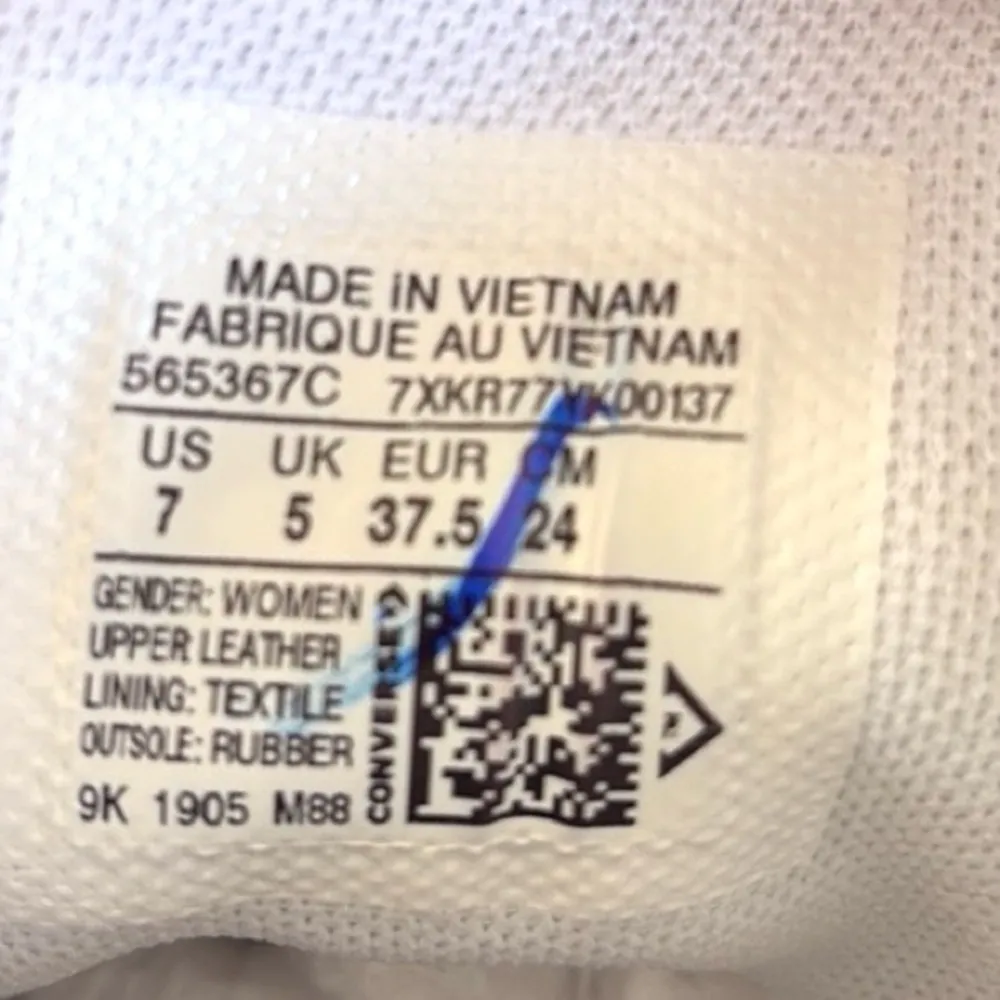 MADE IN VIETNAM
FABRIQUE AU VIETNAM
565367C 7XKR77YK00137
US UK EUR CM
7 5 37.5 24
GENDER: WOMEN
UPPER LEATHER
LINING: TEXTILE
OUTSOLE: RUBBER
9K 1905 M88
CONVERSE